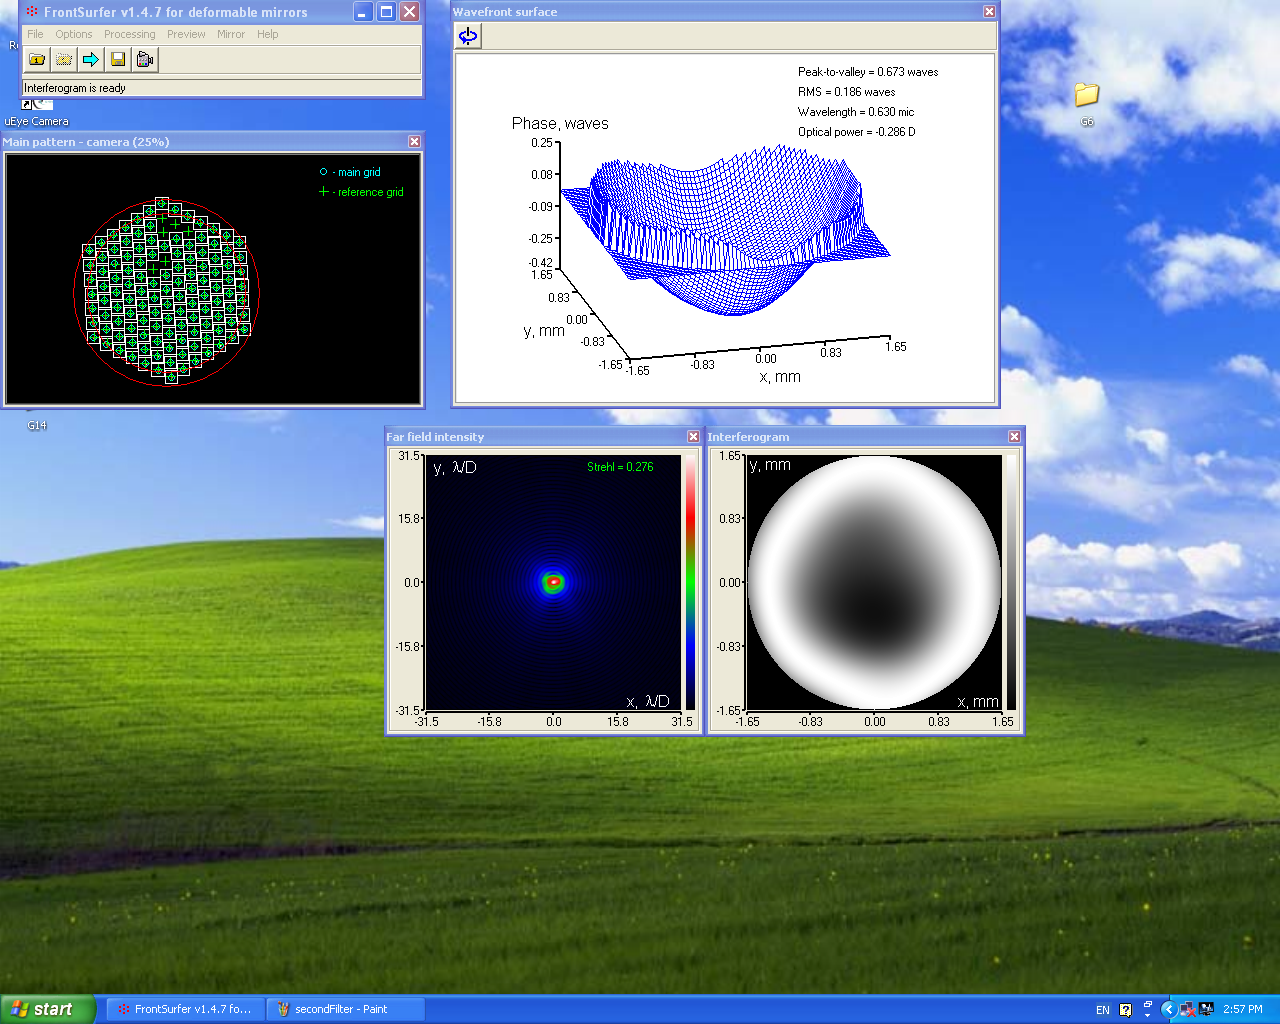 FrontSurfer v1.4.7 for deformable mirrors
File Options Processing Preview Mirror Help
Interferogram is ready
uEye Camera
Main pattern - camera (25%)
- main grid
- reference grid
G14
Wavefront surface
Peak-to-valley = 0.673 waves
RMS = 0.186 waves
Wavelength = 0.630 mic
Optical power = -0.286 D
Phase, waves
0.25
0.08
-0.09
-0.25
-0.42
1.65
0.83
0.00
-0.83
-1.65
y, mm
-1.65
-0.83
0.00
0.83
1.65
x, mm
G6
Far field intensity
y, λ/D
Strehl = 0.276
31.5
15.8
0.0
-15.8
-31.5
x, λ/D
-31.5 -15.8 0.0 15.8 31.5
Interferogram
y, mm
1.65
0.83
0.00
-0.83
-1.65
x, mm
-1.65 -0.83 0.00 0.83 1.65
start
FrontSurfer v1.4.7 fo...
secondFilter - Paint
EN
2:57 PM